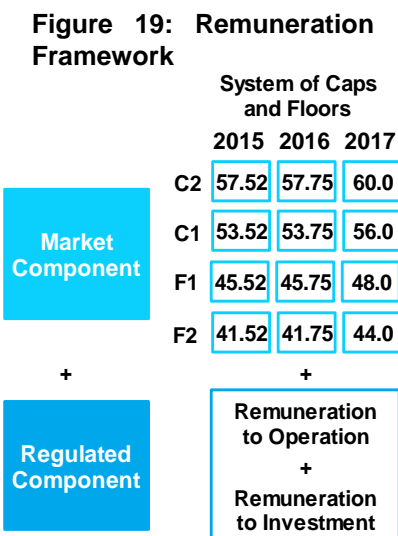 Figure 19: Remuneration
Framework
System of Caps
and Floors
2015 2016 2017
C2 57.52 57.75 60.0
C1 53.52 53.75 56.0
F1 45.52 45.75 48.0
F2 41.52 41.75 44.0
Market
Component
+ +
Regulated
Component
Remuneration
to Operation
+
Remuneration
to Investment